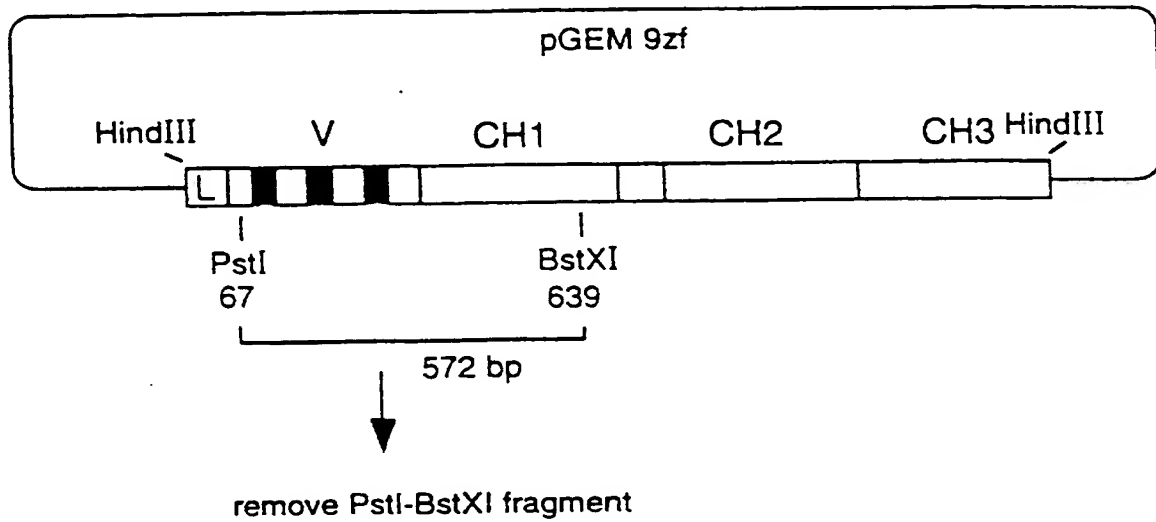 pGEM 9zf
HindIII V CH1 CH2 CH3 HindIII
L
PstI BstXI
67 639
572 bp
remove PstI-BstXI fragment